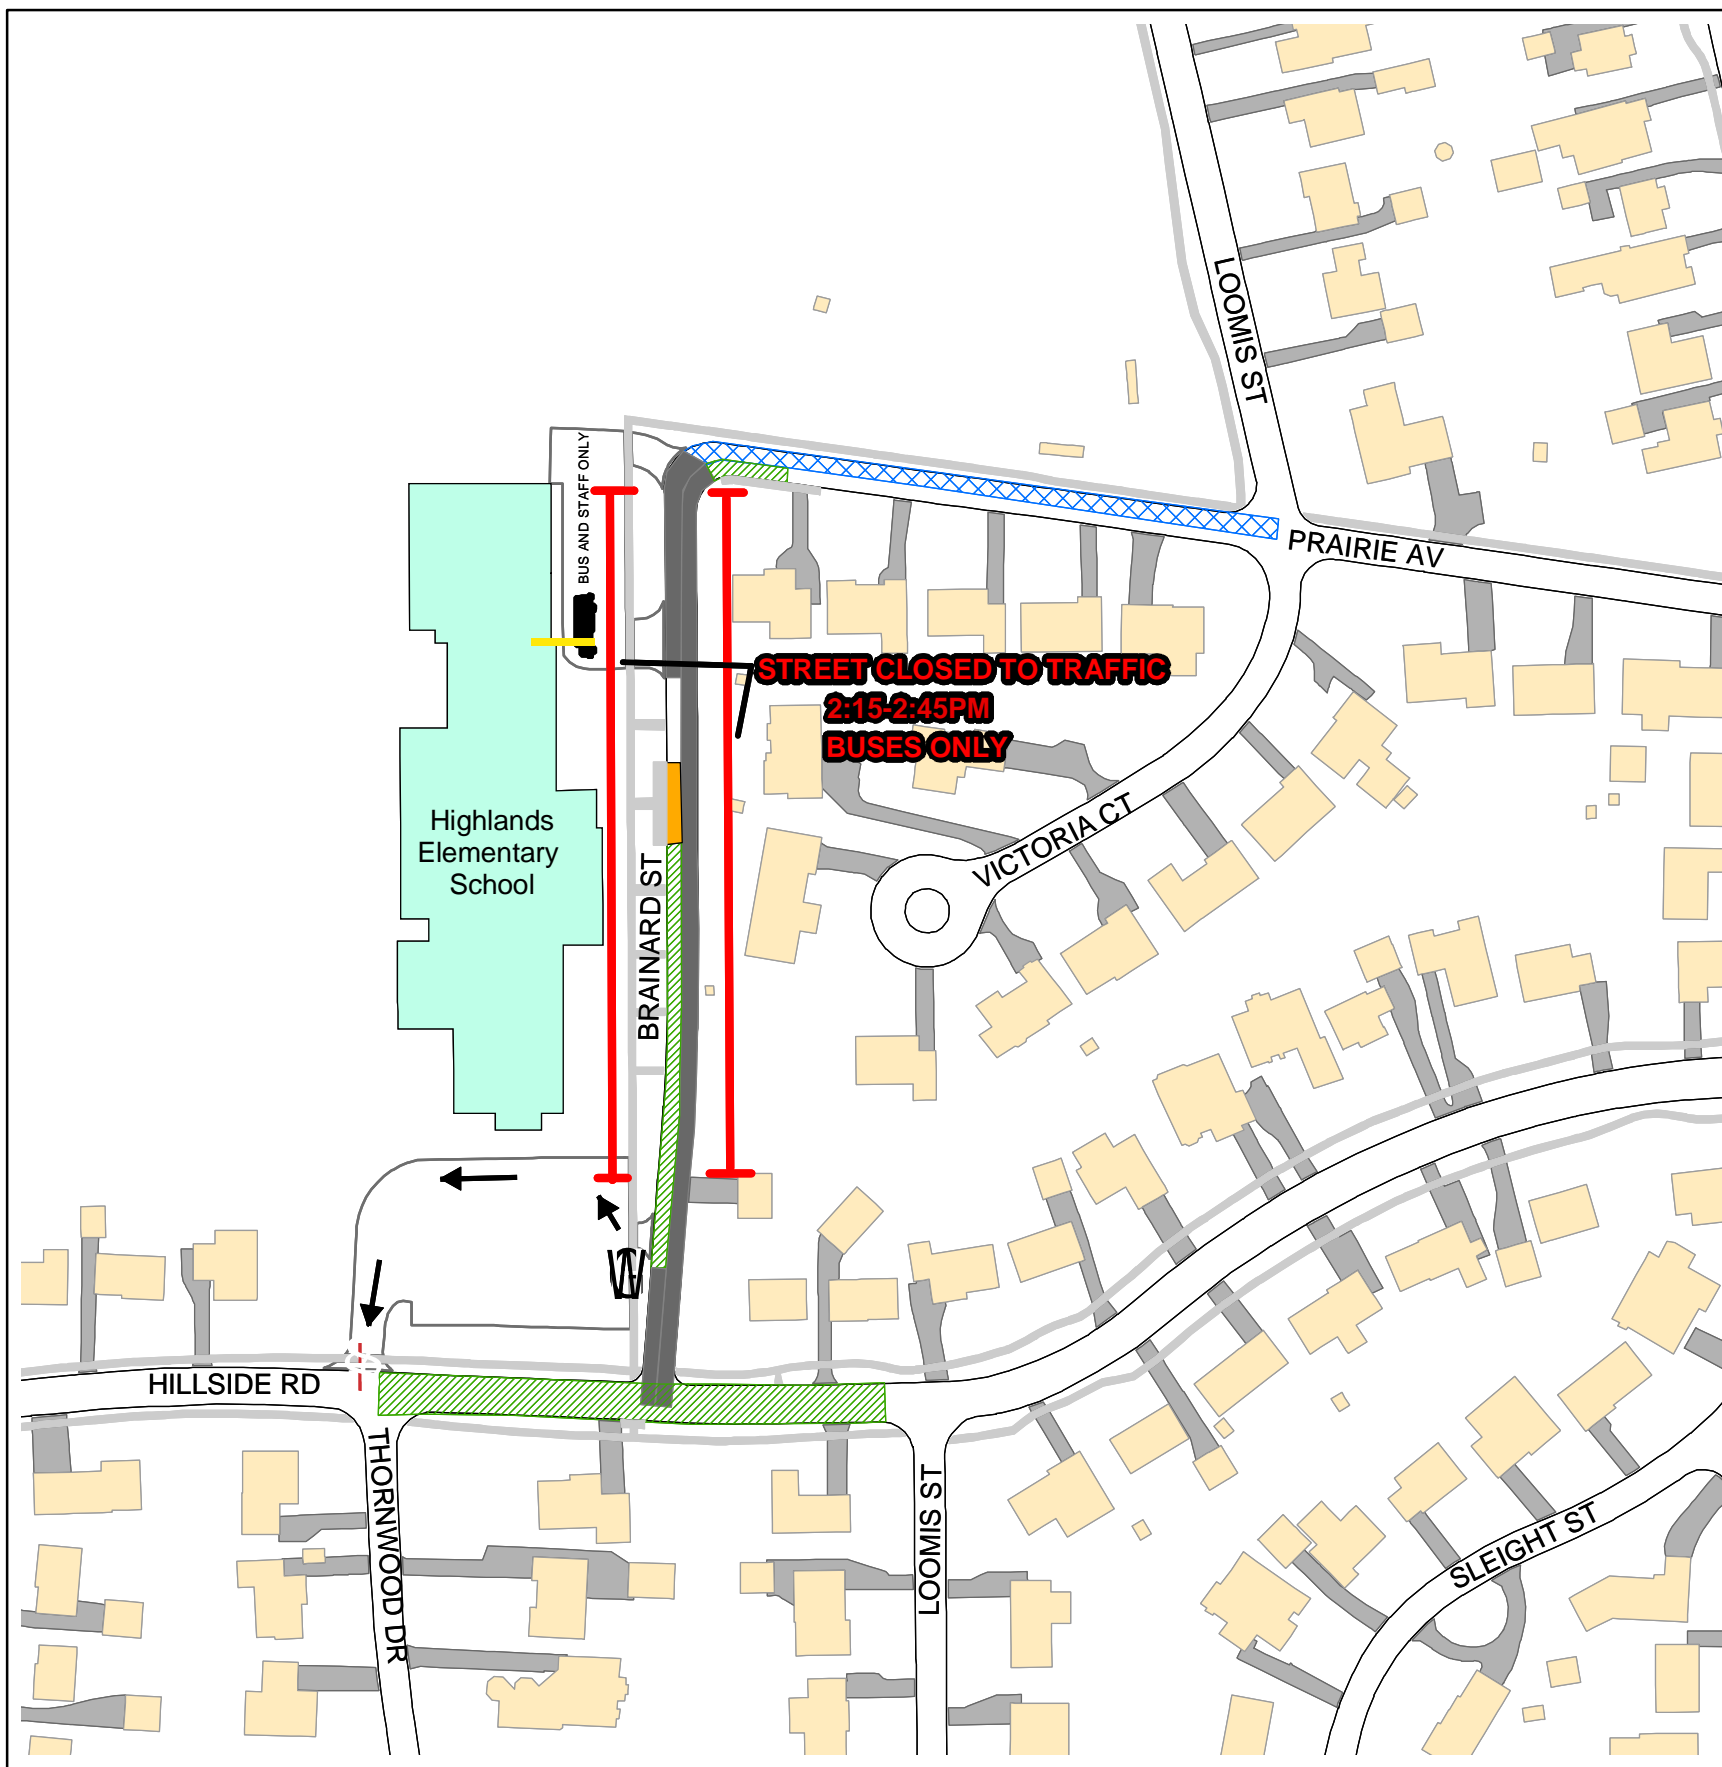 LOOMIS ST
BUS AND STAFF ONLY
PRAIRIE AV
STREET CLOSED TO TRAFFIC
2:15-2:45PM
BUSES ONLY
VICTORIA CT
Highlands
Elementary
School
BRAINARD ST
HILLSIDE RD
THORNWOOD DR
LOOMIS ST
SLEIGHT ST